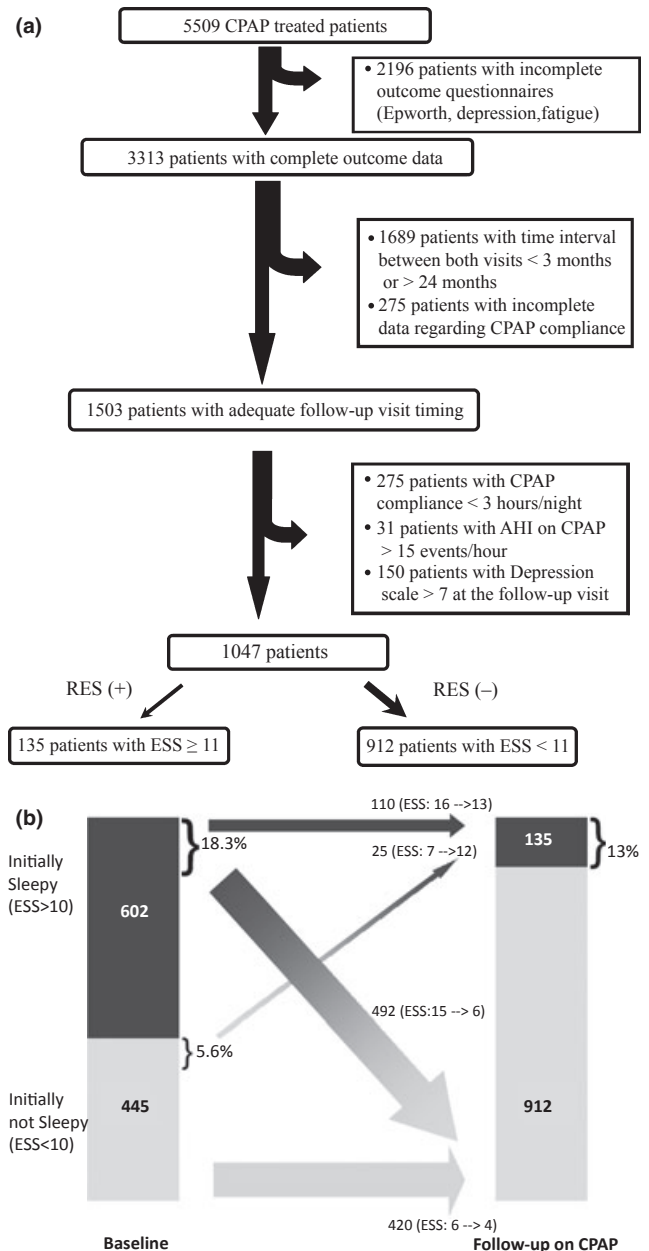 (a)
5509 CPAP treated patients
• 2196 patients with incomplete
outcome questionnaires
(Epworth, depression,fatigue)
3313 patients with complete outcome data
• 1689 patients with time interval
between both visits < 3 months
or > 24 months
• 275 patients with incomplete
data regarding CPAP compliance
1503 patients with adequate follow-up visit timing
• 275 patients with CPAP
compliance < 3 hours/night
• 31 patients with AHI on CPAP
> 15 events/hour
• 150 patients with Depression
scale > 7 at the follow-up visit
1047 patients
RES (+)
RES (–)
135 patients with ESS ≥ 11
912 patients with ESS < 11
(b)
Initially
Sleepy
(ESS>10)
602
18.3%
110 (ESS: 16 -->13)
25 (ESS: 7 -->12)
135
13%
492 (ESS:15 --> 6)
5.6%
Initially
not Sleepy
(ESS<10)
445
912
420 (ESS: 6 --> 4)
Baseline
Follow-up on CPAP